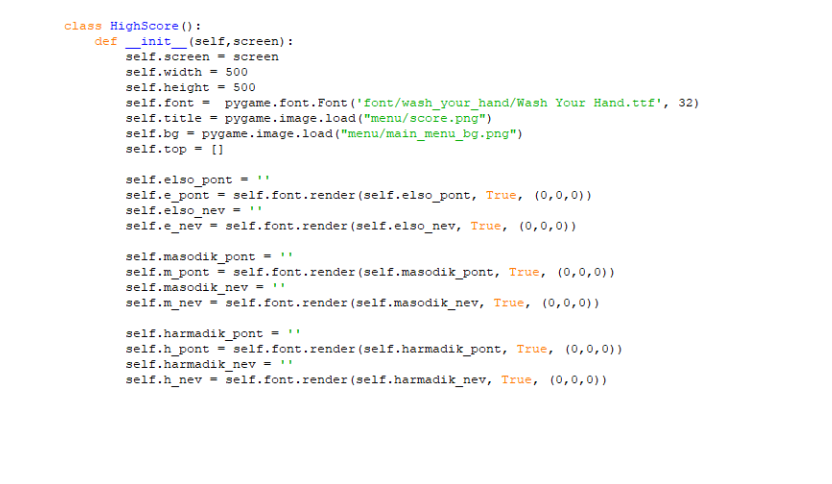 class HighScore():
    def __init__(self,screen):
        self.screen = screen
        self.width = 500
        self.height = 500
        self.font =  pygame.font.Font('font/wash_your_hand/Wash Your Hand.ttf', 32)
        self.title = pygame.image.load("menu/score.png")
        self.bg = pygame.image.load("menu/main_menu_bg.png")
        self.top = []

        self.elso_pont = ''
        self.e_pont = self.font.render(self.elso_pont, True, (0,0,0))
        self.elso_nev = ''
        self.e_nev = self.font.render(self.elso_nev, True, (0,0,0))

        self.masodik_pont = ''
        self.m_pont = self.font.render(self.masodik_pont, True, (0,0,0))
        self.masodik_nev = ''
        self.m_nev = self.font.render(self.masodik_nev, True, (0,0,0))

        self.harmadik_pont = ''
        self.h_pont = self.font.render(self.harmadik_pont, True, (0,0,0))
        self.harmadik_nev = ''
        self.h_nev = self.font.render(self.harmadik_nev, True, (0,0,0))